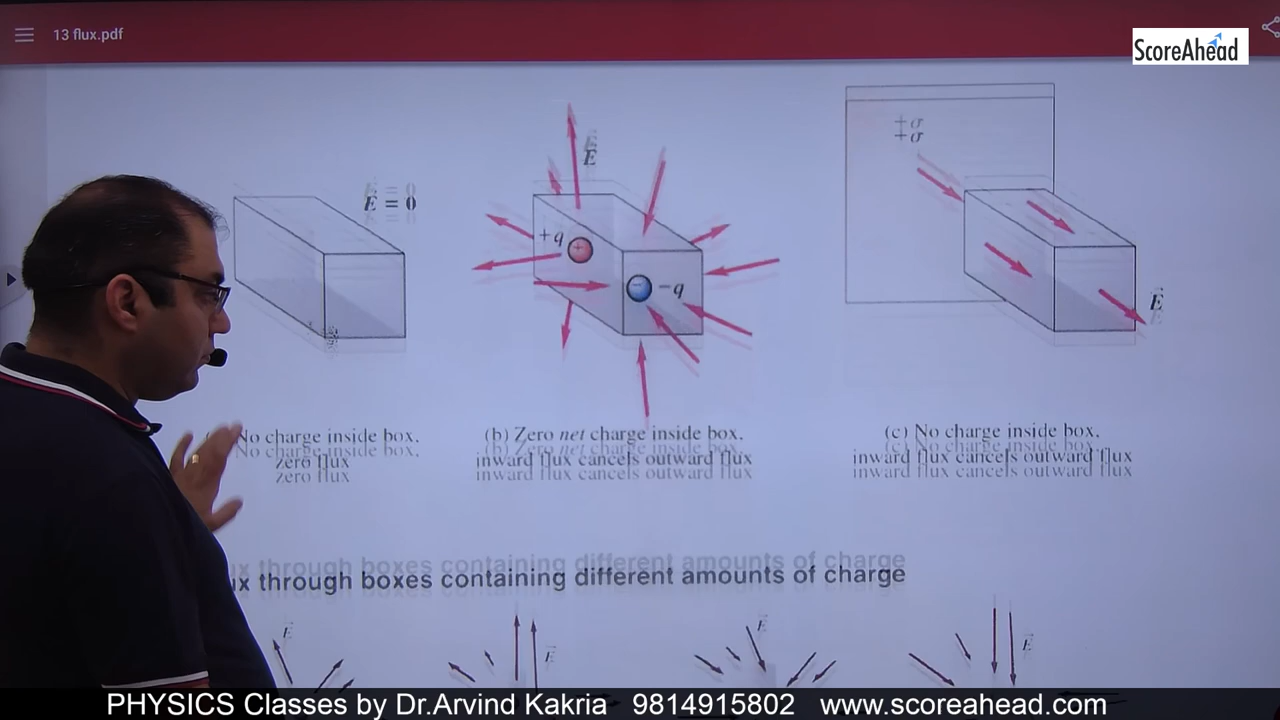 13 flux.pdf
ScoreAhead
+σ
E = 0
E
+q
-q
E
No charge inside box,
zero flux
(b) Zero net charge inside box,
inward flux cancels outward flux
(c) No charge inside box,
inward flux cancels outward flux
through boxes containing different amounts of charge
E
E
E
E
PHYSICS Classes by Dr.Arvind Kakria 9814915802 www.scoreahead.com